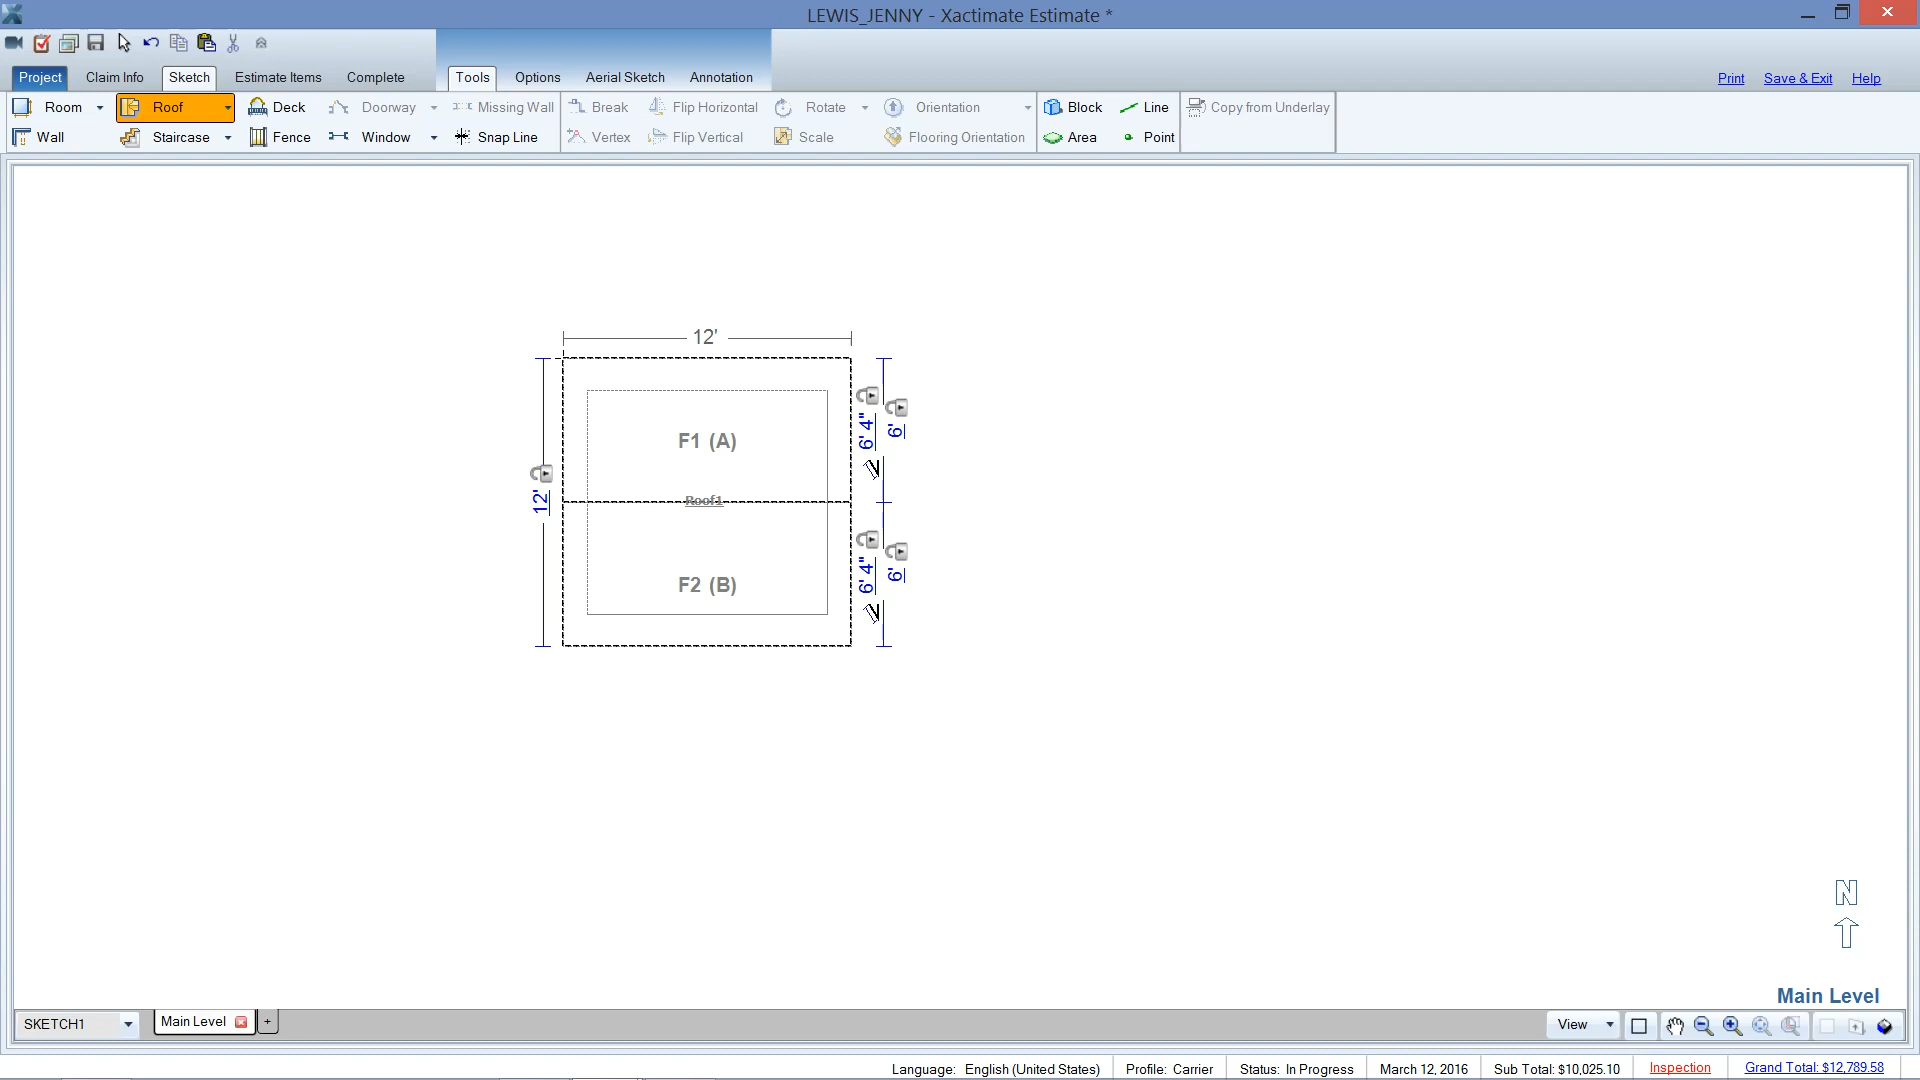 LEWIS_JENNY - Xactimate Estimate *
Project Claim Info Sketch Estimate Items Complete Tools Options Aerial Sketch Annotation Print Save & Exit Help
Room Roof Deck Doorway Missing Wall Break Flip Horizontal Rotate Orientation Block Line Copy from Underlay
Wall Staircase Fence Window Snap Line Vertex Flip Vertical Scale Flooring Orientation Area Point
12'
F1 (A)
6' 4"
6'
12'
Roof1
F2 (B)
6' 4"
6'
N
Main Level
SKETCH1 Main Level + View
Language: English (United States) Profile: Carrier Status: In Progress March 12, 2016 Sub Total: $10,025.10 Inspection Grand Total: $12,789.58